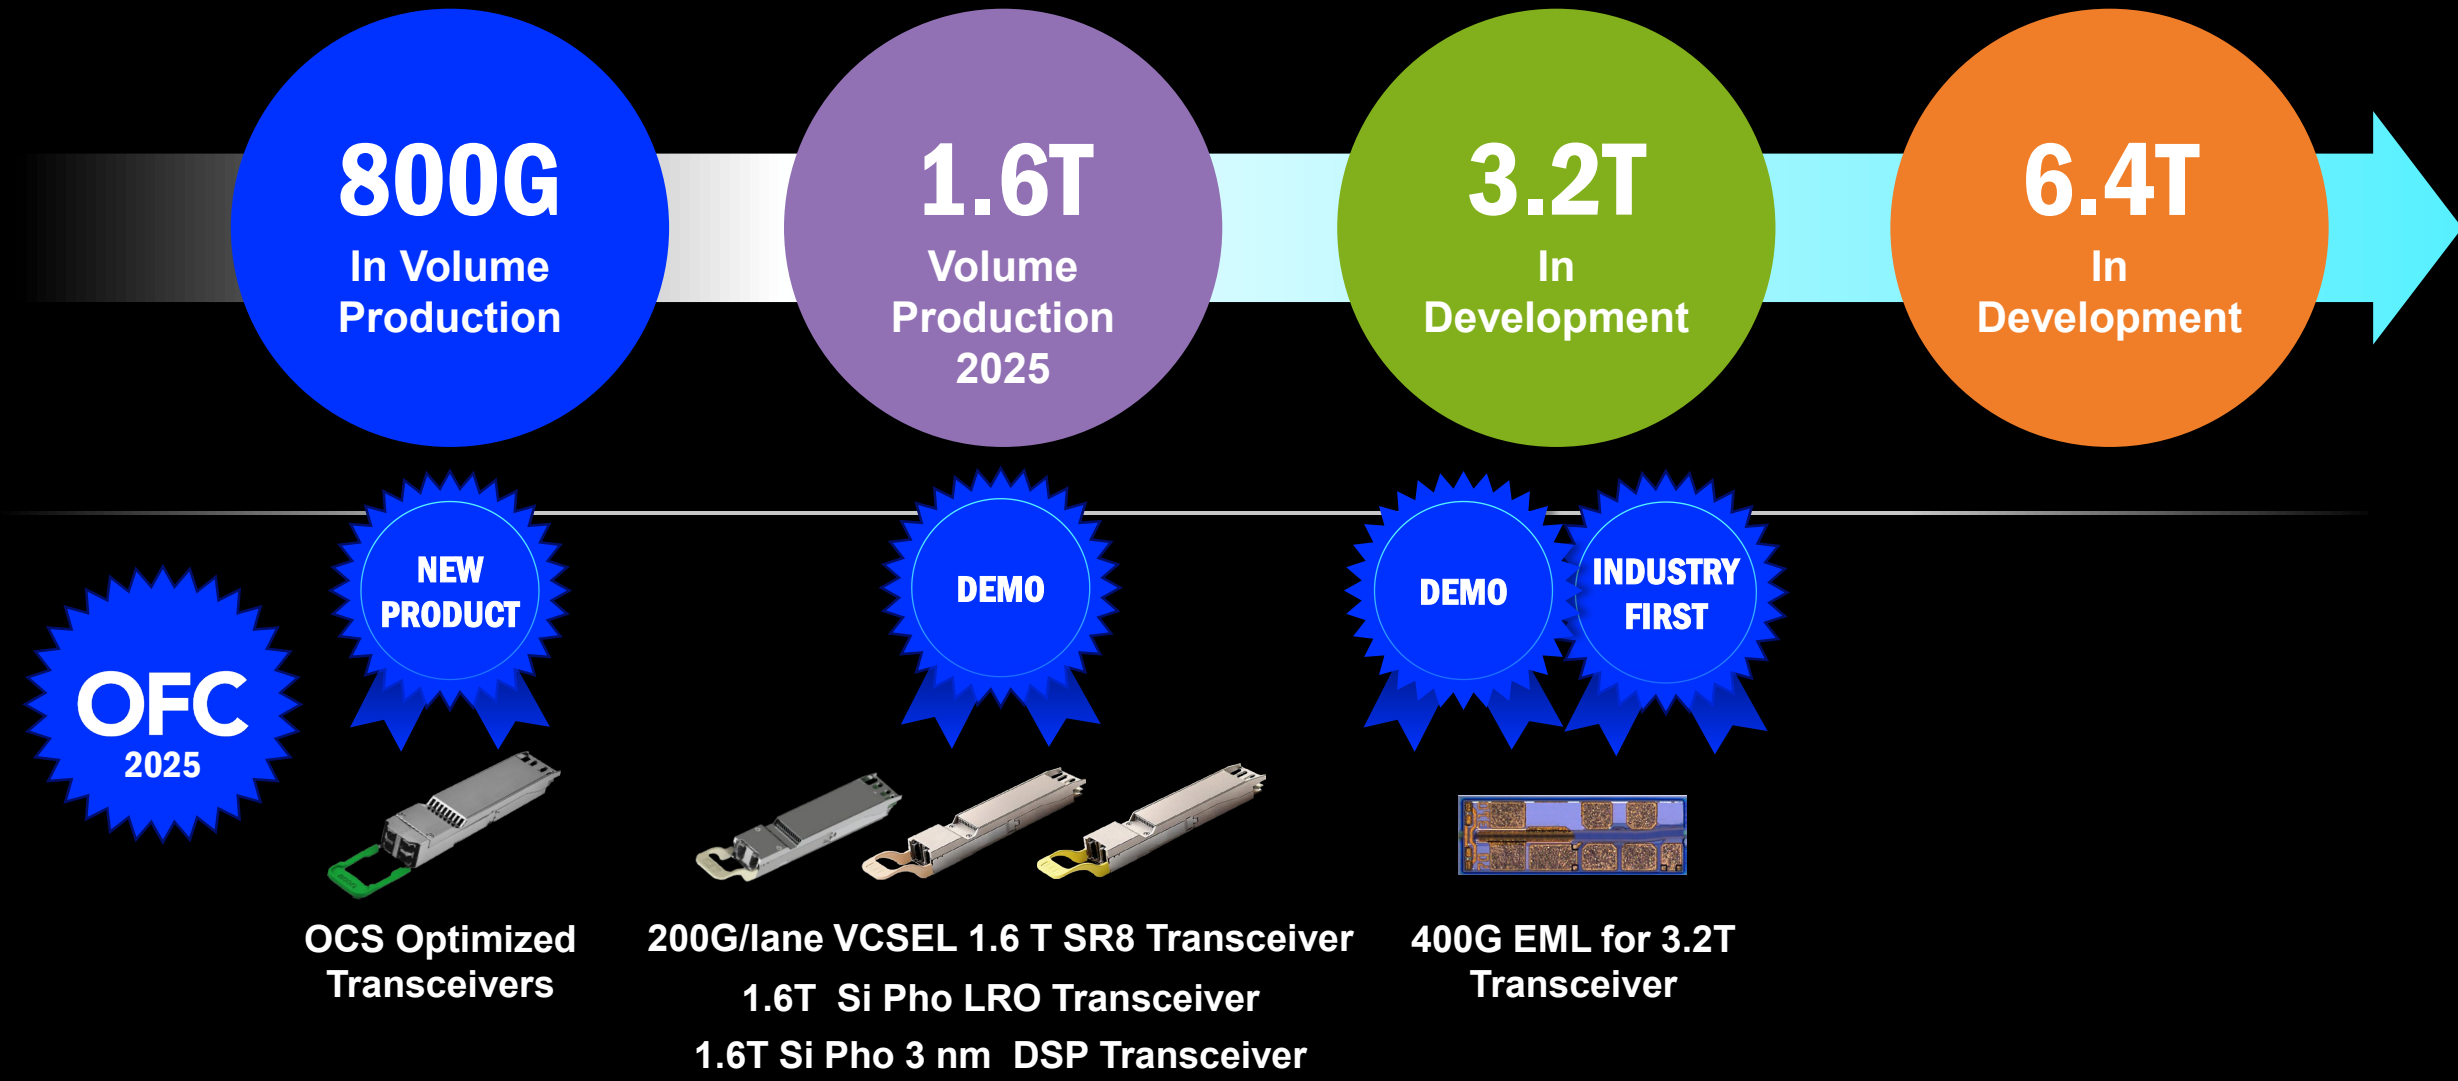 800G
In Volume
Production
1.6T
Volume
Production
2025
3.2T
In
Development
6.4T
In
Development
OFC
2025
NEW
PRODUCT
DEMO
DEMO
INDUSTRY
FIRST
OCS Optimized
Transceivers
200G/lane VCSEL 1.6 T SR8 Transceiver
1.6T Si Pho LRO Transceiver
1.6T Si Pho 3 nm DSP Transceiver
400G EML for 3.2T
Transceiver